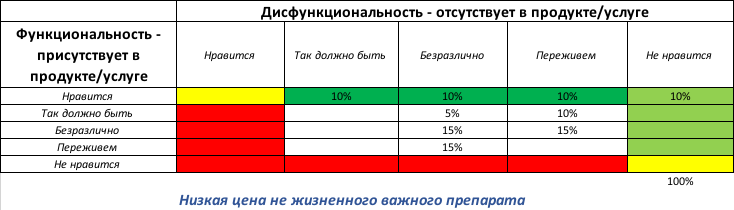 Дисфункциональность - отсутствует в продукте/услуге
Функциональность -
присутствует в
продукте/услуге
Нравится Так должно быть Безразлично Переживем Не нравится
Нравится 10% 10% 10% 10%
Так должно быть 5% 10%
Безразлично 15% 15%
Переживем 15%
Не нравится
100%
Низкая цена не жизненного важного препарата